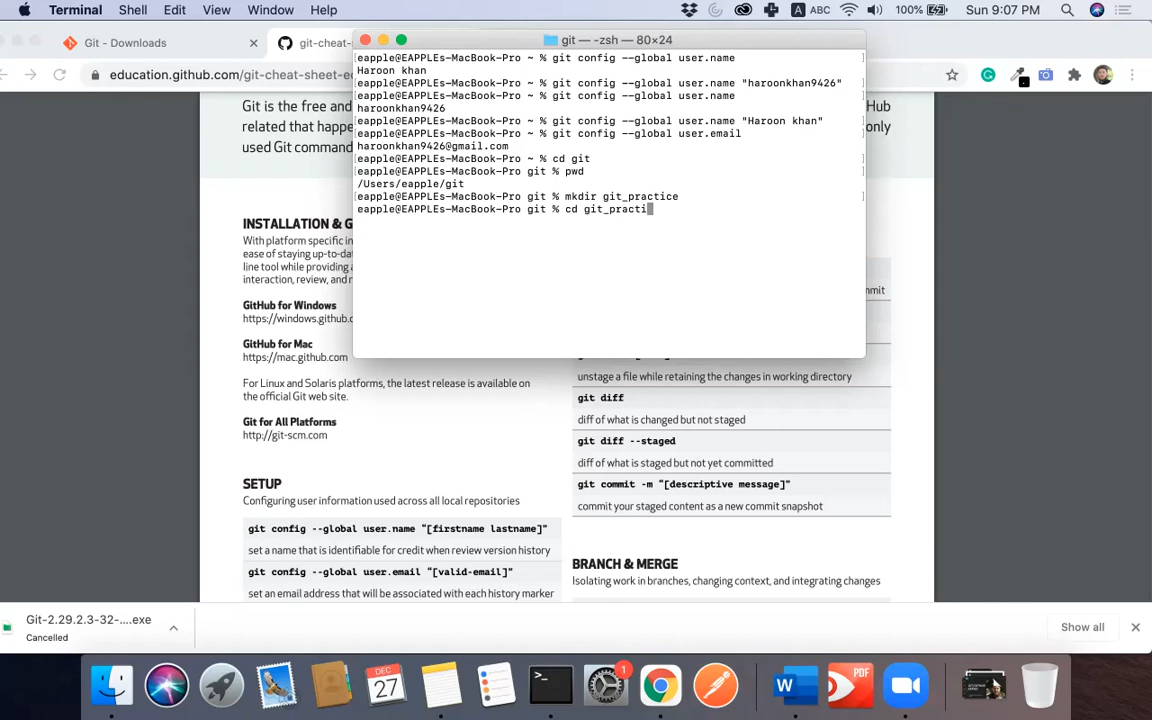 Terminal Shell Edit View Window Help
ABC 100% Sun 9:07 PM
Git - Downloads
git-cheat-
education.github.com/git-cheat-sheet-e
git — -zsh — 80×24
eapple@EAPPLEs-MacBook-Pro ~ % git config --global user.name
Haroon khan
eapple@EAPPLEs-MacBook-Pro ~ % git config --global user.name "haroonkhan9426"
eapple@EAPPLEs-MacBook-Pro ~ % git config --global user.name
haroonkhan9426
eapple@EAPPLEs-MacBook-Pro ~ % git config --global user.name "Haroon khan"
eapple@EAPPLEs-MacBook-Pro ~ % git config --global user.email
haroonkhan9426@gmail.com
eapple@EAPPLEs-MacBook-Pro ~ % cd git
eapple@EAPPLEs-MacBook-Pro git % pwd
/Users/eapple/git
eapple@EAPPLEs-MacBook-Pro git % mkdir git_practice
eapple@EAPPLEs-MacBook-Pro git % cd git_practi
Git is the free and
Hub
related that happe
only
used Git command
INSTALLATION & G
With platform specific in
ease of staying up-to-da
line tool while providing a
interaction, review, and r
GitHub for Windows
https://windows.github.c
GitHub for Mac
https://mac.github.com
For Linux and Solaris platforms, the latest release is available on
the official Git web site.
Git for All Platforms
http://git-scm.com
SETUP
Configuring user information used across all local repositories
git config --global user.name "[firstname lastname]"
set a name that is identifiable for credit when review version history
git config --global user.email "[valid-email]"
set an email address that will be associated with each history marker
mmit
unstage a file while retaining the changes in working directory
git diff
diff of what is changed but not staged
git diff --staged
diff of what is staged but not yet committed
git commit -m "[descriptive message]"
commit your staged content as a new commit snapshot
BRANCH & MERGE
Isolating work in branches, changing context, and integrating changes
Git-2.29.2.3-32-....exe
Cancelled
Show all
DEC
27
1
W
PDF